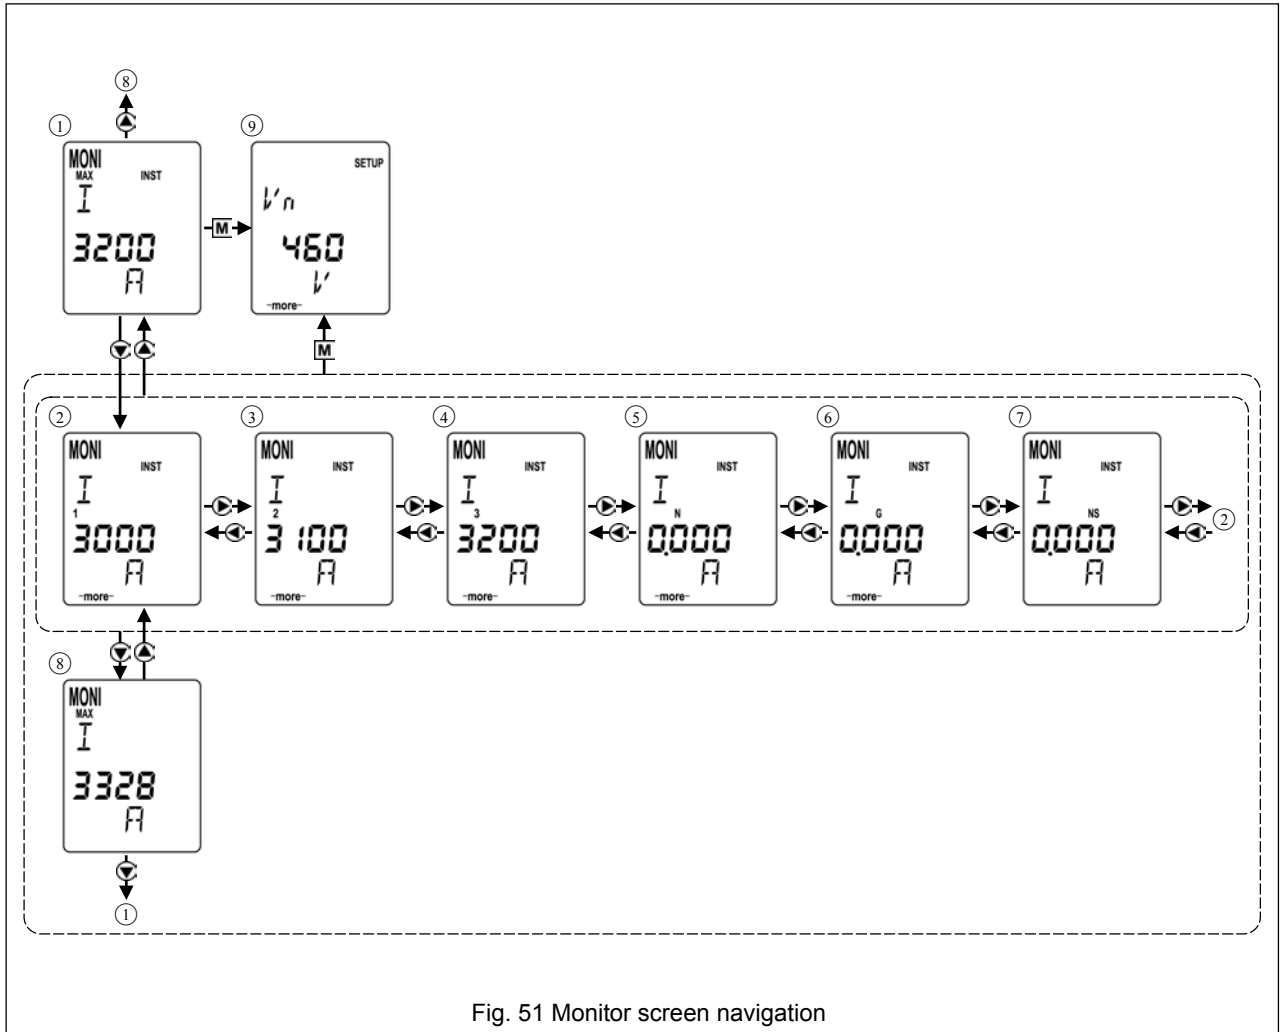 ⑧
① ⑨
MONI
MAX INST
I
3200
A
M
SETUP
Vn
460
V
-more-
M
② ③ ④ ⑤ ⑥ ⑦
MONI
INST
I
1
3000
A
-more-
MONI
INST
I
2
3100
A
-more-
MONI
INST
I
3
3200
A
-more-
MONI
INST
I
N
0.000
A
-more-
MONI
INST
I
G
0.000
A
-more-
MONI
INST
I
NS
0.000
A
②
⑧
MONI
MAX
I
3328
A
①
Fig. 51 Monitor screen navigation